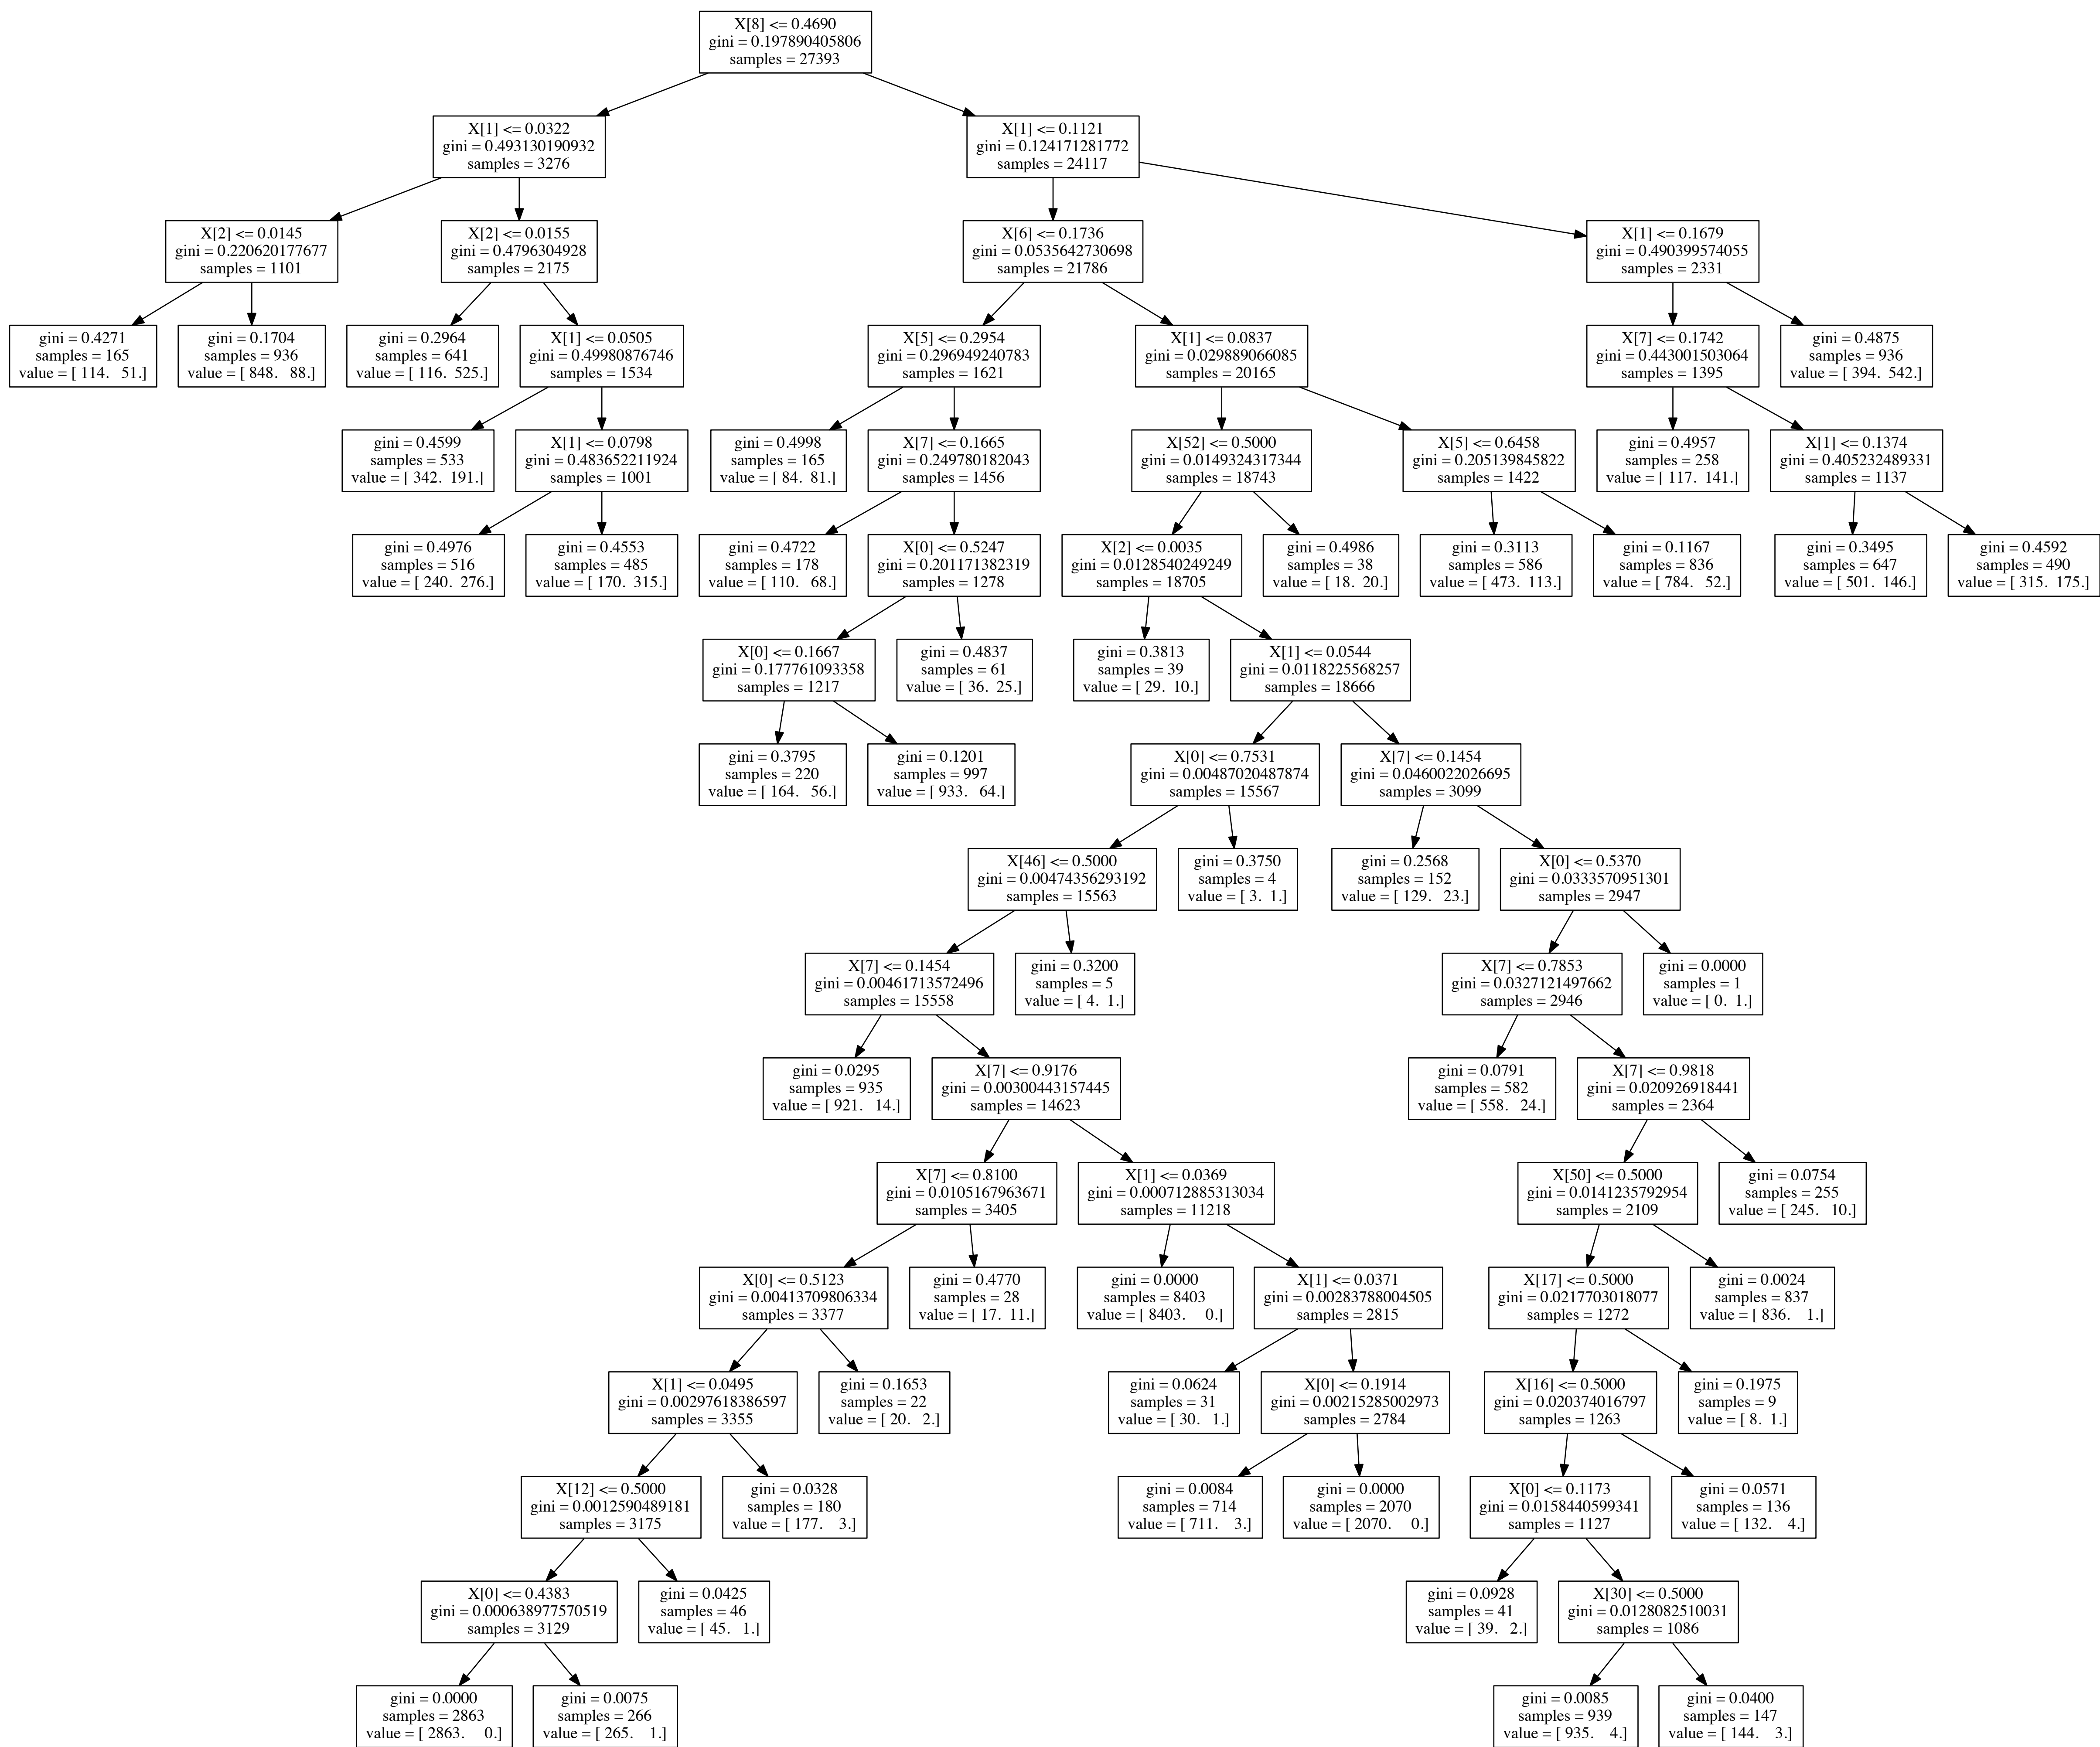 X[8] <= 0.4690
gini = 0.197890405806
samples = 27393
X[1] <= 0.0322
gini = 0.493130190932
samples = 3276
X[1] <= 0.1121
gini = 0.124171281772
samples = 24117
X[2] <= 0.0145
gini = 0.220620177677
samples = 1101
X[2] <= 0.0155
gini = 0.4796304928
samples = 2175
X[6] <= 0.1736
gini = 0.0535642730698
samples = 21786
X[1] <= 0.1679
gini = 0.490399574055
samples = 2331
gini = 0.4271
samples = 165
value = [ 114. 51.]
gini = 0.1704
samples = 936
value = [ 848. 88.]
gini = 0.2964
samples = 641
value = [ 116. 525.]
X[1] <= 0.0505
gini = 0.49980876746
samples = 1534
X[5] <= 0.2954
gini = 0.296949240783
samples = 1621
X[1] <= 0.0837
gini = 0.029889066085
samples = 20165
X[7] <= 0.1742
gini = 0.443001503064
samples = 1395
gini = 0.4875
samples = 936
value = [ 394. 542.]
gini = 0.4599
samples = 533
value = [ 342. 191.]
X[1] <= 0.0798
gini = 0.483652211924
samples = 1001
gini = 0.4998
samples = 165
value = [ 84. 81.]
X[7] <= 0.1665
gini = 0.249780182043
samples = 1456
X[52] <= 0.5000
gini = 0.0149324317344
samples = 18743
X[5] <= 0.6458
gini = 0.205139845822
samples = 1422
gini = 0.4957
samples = 258
value = [ 117. 141.]
X[1] <= 0.1374
gini = 0.405232489331
samples = 1137
gini = 0.4976
samples = 516
value = [ 240. 276.]
gini = 0.4553
samples = 485
value = [ 170. 315.]
gini = 0.4722
samples = 178
value = [ 110. 68.]
X[0] <= 0.5247
gini = 0.201171382319
samples = 1278
X[2] <= 0.0035
gini = 0.0128540249249
samples = 18705
gini = 0.4986
samples = 38
value = [ 18. 20.]
gini = 0.3113
samples = 586
value = [ 473. 113.]
gini = 0.1167
samples = 836
value = [ 784. 52.]
gini = 0.3495
samples = 647
value = [ 501. 146.]
gini = 0.4592
samples = 490
value = [ 315. 175.]
X[0] <= 0.1667
gini = 0.177761093358
samples = 1217
gini = 0.4837
samples = 61
value = [ 36. 25.]
gini = 0.3813
samples = 39
value = [ 29. 10.]
X[1] <= 0.0544
gini = 0.0118225568257
samples = 18666
gini = 0.3795
samples = 220
value = [ 164. 56.]
gini = 0.1201
samples = 997
value = [ 933. 64.]
X[0] <= 0.7531
gini = 0.00487020487874
samples = 15567
X[7] <= 0.1454
gini = 0.0460022026695
samples = 3099
X[46] <= 0.5000
gini = 0.00474356293192
samples = 15563
gini = 0.3750
samples = 4
value = [ 3. 1.]
gini = 0.2568
samples = 152
value = [ 129. 23.]
X[0] <= 0.5370
gini = 0.0333570951301
samples = 2947
X[7] <= 0.1454
gini = 0.00461713572496
samples = 15558
gini = 0.3200
samples = 5
value = [ 4. 1.]
X[7] <= 0.7853
gini = 0.0327121497662
samples = 2946
gini = 0.0000
samples = 1
value = [ 0. 1.]
gini = 0.0295
samples = 935
value = [ 921. 14.]
X[7] <= 0.9176
gini = 0.00300443157445
samples = 14623
gini = 0.0791
samples = 582
value = [ 558. 24.]
X[7] <= 0.9818
gini = 0.020926918441
samples = 2364
X[7] <= 0.8100
gini = 0.0105167963671
samples = 3405
X[1] <= 0.0369
gini = 0.000712885313034
samples = 11218
X[50] <= 0.5000
gini = 0.0141235792954
samples = 2109
gini = 0.0754
samples = 255
value = [ 245. 10.]
X[0] <= 0.5123
gini = 0.00413709806334
samples = 3377
gini = 0.4770
samples = 28
value = [ 17. 11.]
gini = 0.0000
samples = 8403
value = [ 8403. 0.]
X[1] <= 0.0371
gini = 0.00283788004505
samples = 2815
X[17] <= 0.5000
gini = 0.0217703018077
samples = 1272
gini = 0.0024
samples = 837
value = [ 836. 1.]
X[1] <= 0.0495
gini = 0.00297618386597
samples = 3355
gini = 0.1653
samples = 22
value = [ 20. 2.]
gini = 0.0624
samples = 31
value = [ 30. 1.]
X[0] <= 0.1914
gini = 0.00215285002973
samples = 2784
X[16] <= 0.5000
gini = 0.020374016797
samples = 1263
gini = 0.1975
samples = 9
value = [ 8. 1.]
X[12] <= 0.5000
gini = 0.0012590489181
samples = 3175
gini = 0.0328
samples = 180
value = [ 177. 3.]
gini = 0.0084
samples = 714
value = [ 711. 3.]
gini = 0.0000
samples = 2070
value = [ 2070. 0.]
X[0] <= 0.1173
gini = 0.0158440599341
samples = 1127
gini = 0.0571
samples = 136
value = [ 132. 4.]
X[0] <= 0.4383
gini = 0.000638977570519
samples = 3129
gini = 0.0425
samples = 46
value = [ 45. 1.]
gini = 0.0928
samples = 41
value = [ 39. 2.]
X[30] <= 0.5000
gini = 0.0128082510031
samples = 1086
gini = 0.0000
samples = 2863
value = [ 2863. 0.]
gini = 0.0075
samples = 266
value = [ 265. 1.]
gini = 0.0085
samples = 939
value = [ 935. 4.]
gini = 0.0400
samples = 147
value = [ 144. 3.]